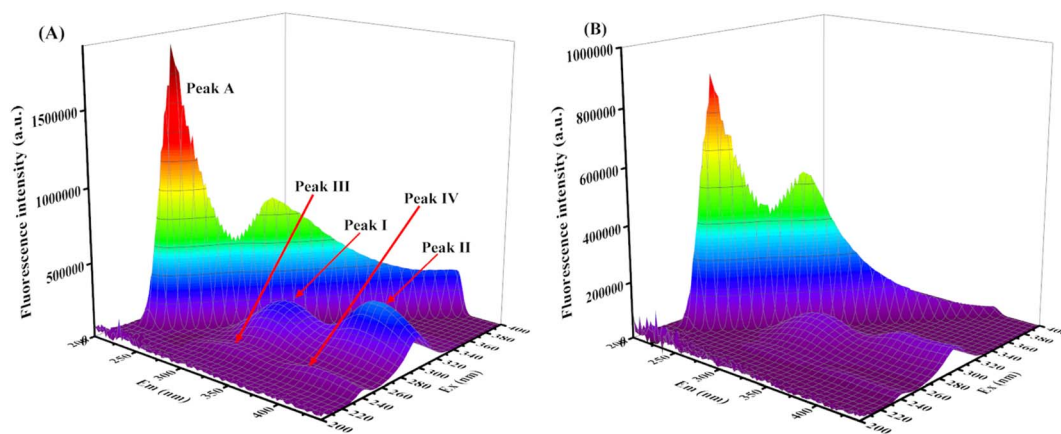 (A)
Peak A
Peak III
Peak IV
Peak I
Peak II
Fluorescence intensity (a.u.)
1500000
1000000
500000
250
300
350
400
Em (nm)
200
220
240
260
280
300
320
340
360
380
400
Ex (nm)
(B)
Fluorescence intensity (a.u.)
1000000
800000
600000
400000
200000
250
300
350
400
Em (nm)
200
220
240
260
280
300
320
340
360
380
Ex (nm)